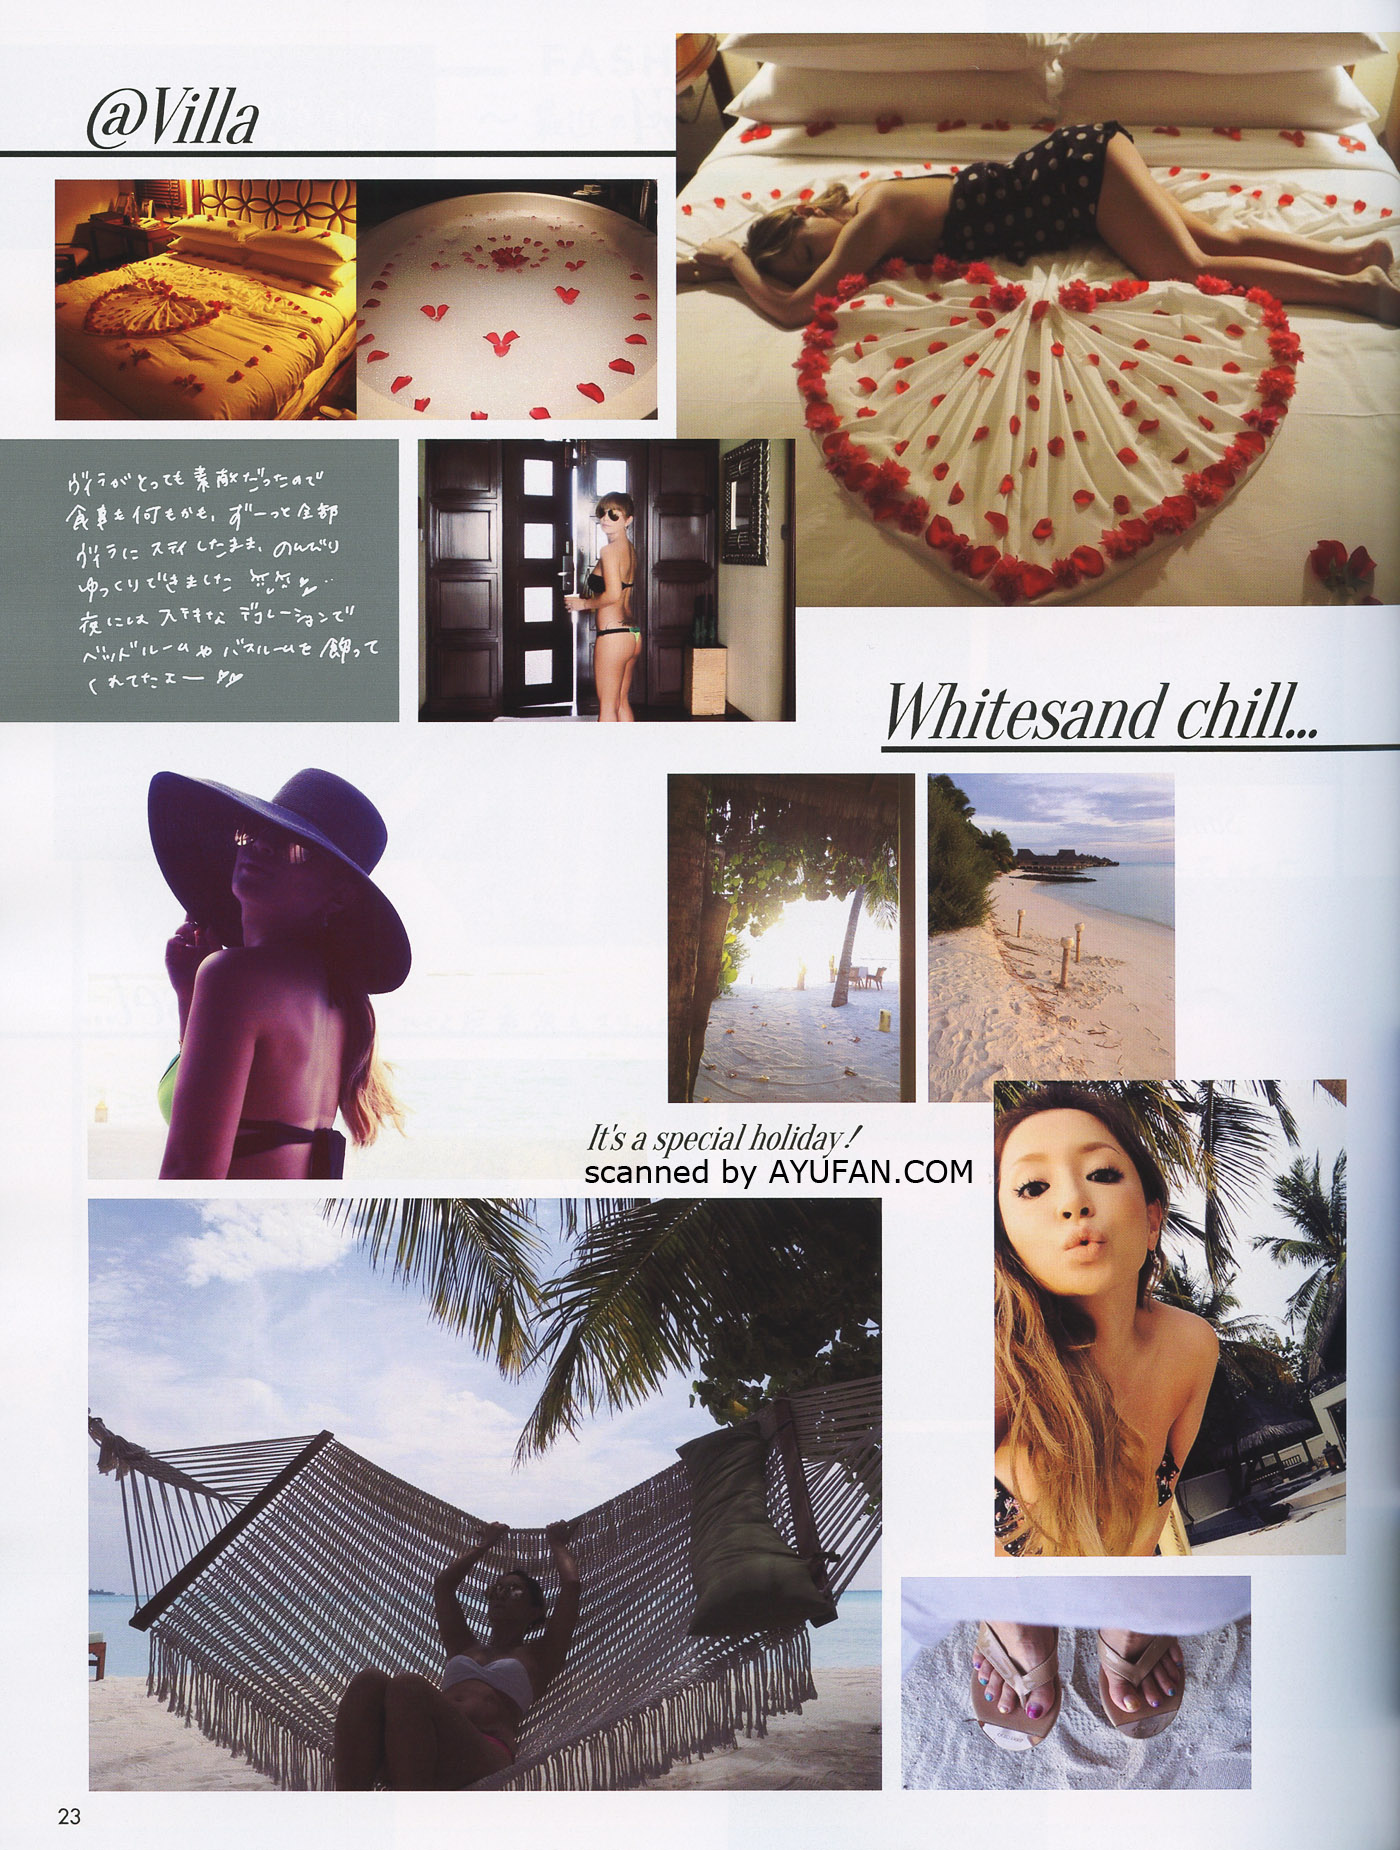 @Villa
ヴィラがとっても素敵だったので
食事も何もかも、ずーっと全部
ヴィラにステイしたまま、のんびり
ゆっくりできました
夜にはステキなデコレーションで
ベッドルームやバスルームを飾って
くれてたェー
Whitesand chill...
It's a special holiday!
scanned by AYUFAN.COM
23